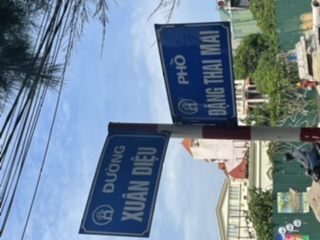 PHỐ
ĐẶNG THAI MAI
ĐƯỜNG
XUÂN DIỆU